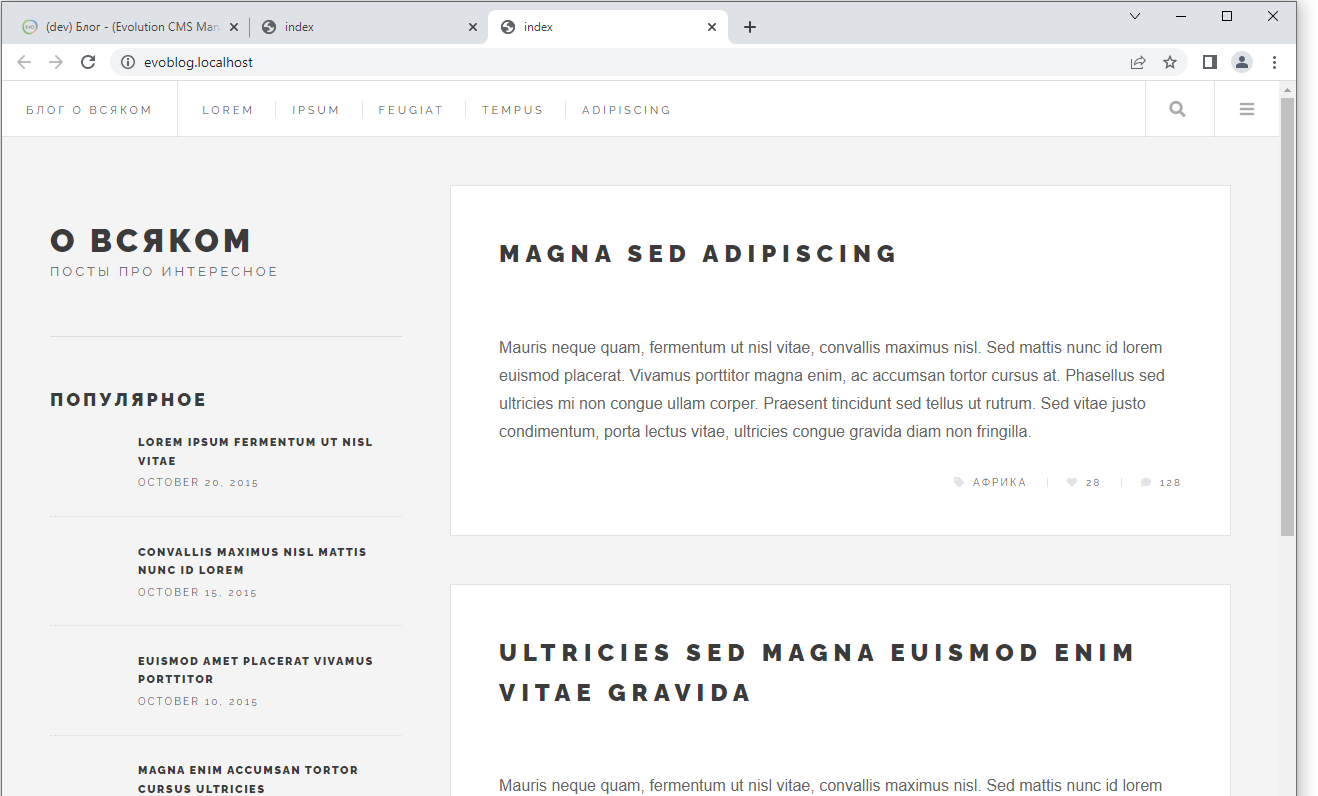 (dev) Блог - (Evolution CMS Man
index
index
evoblog.localhost
БЛОГ О ВСЯКОМ
LOREM
IPSUM
FEUGIAT
TEMPUS
ADIPISCING
О ВСЯКОМ
ПОСТЫ ПРО ИНТЕРЕСНОЕ
ПОПУЛЯРНОЕ
LOREM IPSUM FERMENTUM UT NISL
VITAE
OCTOBER 20, 2015
CONVALLIS MAXIMUS NISL MATTIS
NUNC ID LOREM
OCTOBER 15, 2015
EUISMOD AMET PLACERAT VIVAMUS
PORTTITOR
OCTOBER 10, 2015
MAGNA ENIM ACCUMSAN TORTOR
CURSUS ULTRICIES
MAGNA SED ADIPISCING
Mauris neque quam, fermentum ut nisl vitae, convallis maximus nisl. Sed mattis nunc id lorem
euismod placerat. Vivamus porttitor magna enim, ac accumsan tortor cursus at. Phasellus sed
ultricies mi non congue ullam corper. Praesent tincidunt sed tellus ut rutrum. Sed vitae justo
condimentum, porta lectus vitae, ultricies congue gravida diam non fringilla.
АФРИКА
28
128
ULTRICIES SED MAGNA EUISMOD ENIM
VITAE GRAVIDA
Mauris neque quam, fermentum ut nisl vitae, convallis maximus nisl. Sed mattis nunc id lorem